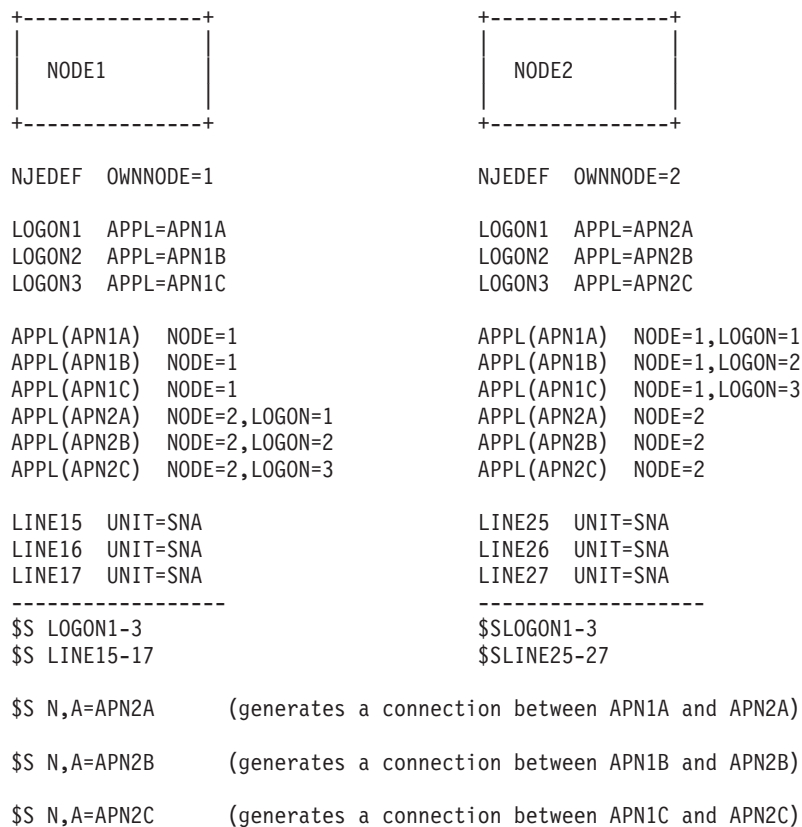 +---------------+                         +---------------+
|               |                         |               |
|  NODE1        |                         |  NODE2        |
|               |                         |               |
+---------------+                         +---------------+
NJEDEF  OWNNODE=1                         NJEDEF  OWNNODE=2
LOGON1  APPL=APN1A                        LOGON1  APPL=APN2A
LOGON2  APPL=APN1B                        LOGON2  APPL=APN2B
LOGON3  APPL=APN1C                        LOGON3  APPL=APN2C
APPL(APN1A)  NODE=1                       APPL(APN1A)  NODE=1,LOGON=1
APPL(APN1B)  NODE=1                       APPL(APN1B)  NODE=1,LOGON=2
APPL(APN1C)  NODE=1                       APPL(APN1C)  NODE=1,LOGON=3
APPL(APN2A)  NODE=2,LOGON=1               APPL(APN2A)  NODE=2
APPL(APN2B)  NODE=2,LOGON=2               APPL(APN2B)  NODE=2
APPL(APN2C)  NODE=2,LOGON=3               APPL(APN2C)  NODE=2
LINE15  UNIT=SNA                          LINE25  UNIT=SNA
LINE16  UNIT=SNA                          LINE26  UNIT=SNA
LINE17  UNIT=SNA                          LINE27  UNIT=SNA
------------------                        -------------------
$S LOGON1-3                               $SLOGON1-3
$S LINE15-17                              $SLINE25-27
$S N,A=APN2A      (generates a connection between APN1A and APN2A)
$S N,A=APN2B      (generates a connection between APN1B and APN2B)
$S N,A=APN2C      (generates a connection between APN1C and APN2C)